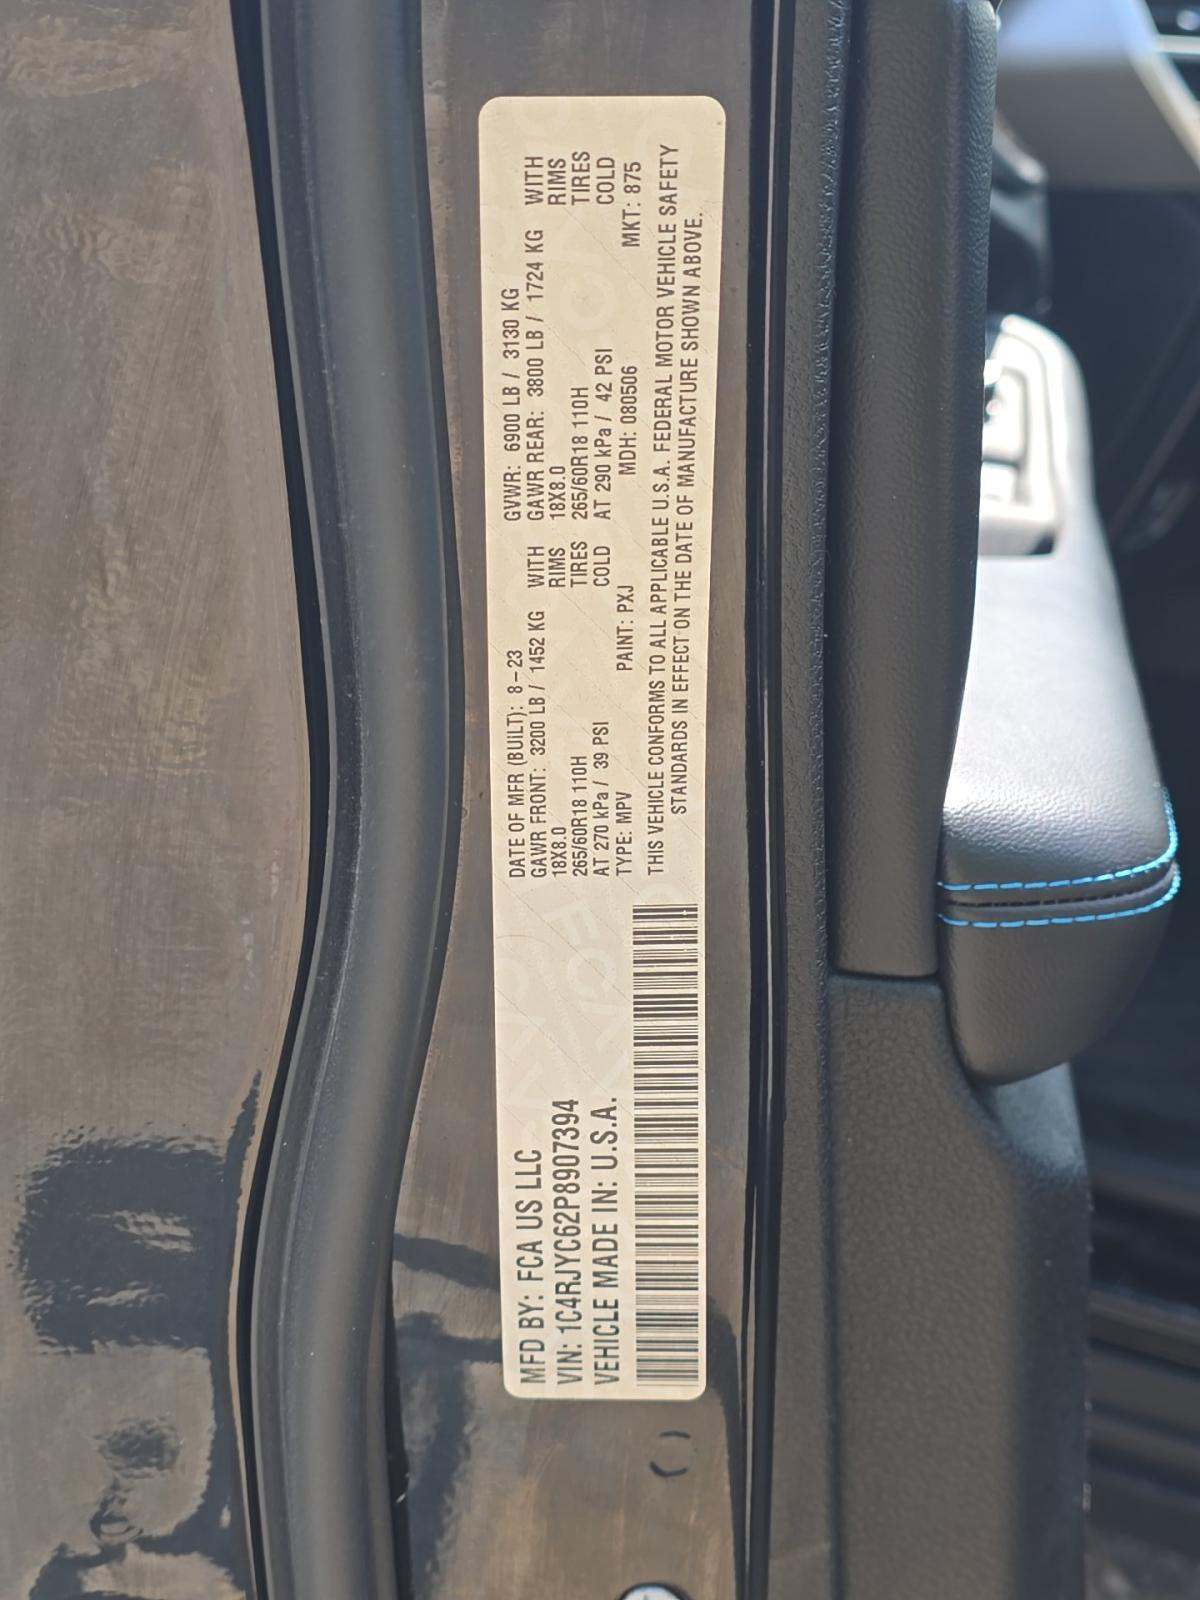 MFD BY: FCA US LLC
VIN: 1C4RJYC62P8907394
VEHICLE MADE IN: U.S.A.
DATE OF MFR (BUILT): 8-23 GVWR: 6900 LB / 3130 KG
GAWR FRONT: 3200 LB / 1452 KG WITH GAWR REAR: 3800 LB / 1724 KG WITH
18X8.0 RIMS 18X8.0 RIMS
265/60R18 110H TIRES 265/60R18 110H TIRES
AT 270 kPa / 39 PSI COLD AT 290 kPa / 42 PSI COLD
TYPE: MPV PAINT: PXJ MDH: 080506 MKT: 875
THIS VEHICLE CONFORMS TO ALL APPLICABLE U.S.A. FEDERAL MOTOR VEHICLE SAFETY
STANDARDS IN EFFECT ON THE DATE OF MANUFACTURE SHOWN ABOVE.